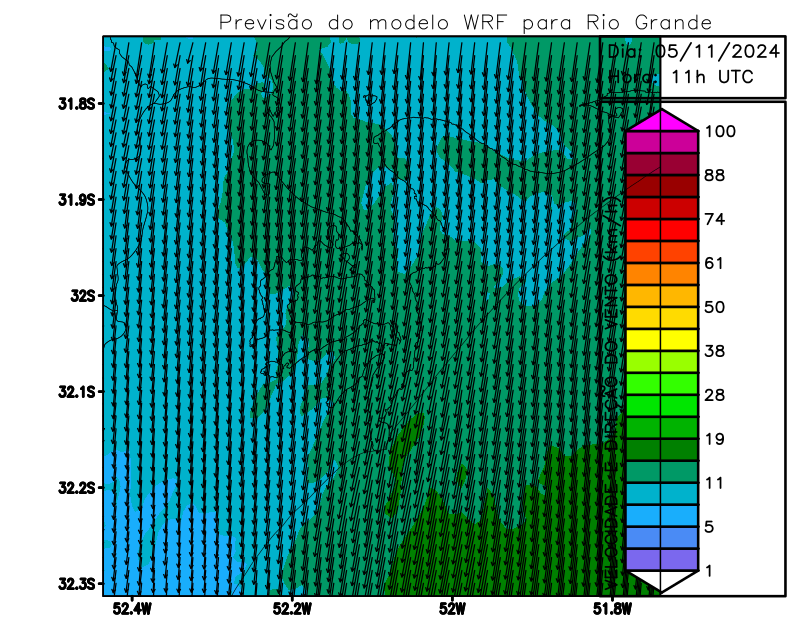 Previsão do modelo WRF para Rio Grande
Dia: 05/11/2024
Hora: 11h UTC
31.8S
31.9S
32S
32.1S
32.2S
32.3S
52.4W
52.2W
52W
51.8W
VELOCIDADE E DIREÇÃO DO VENTO (km/h)
100
88
74
61
50
38
28
19
11
5
1